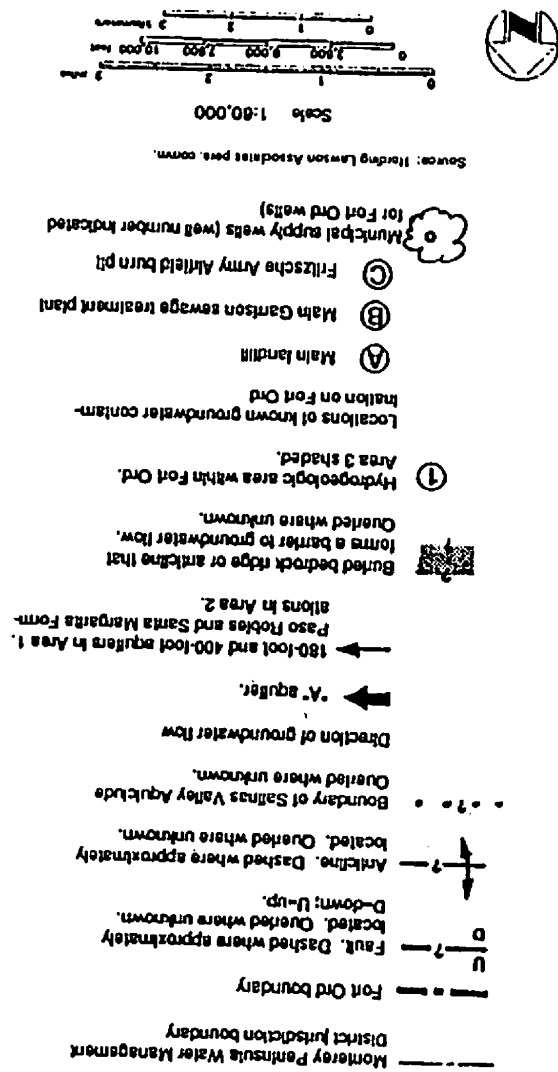 Monterey Peninsula Water Management
District jurisdiction boundary
Fort Ord boundary
U
D
?
Fault. Dashed where approximately
located. Queried where unknown.
D=down; U=up.
?
Anticline. Dashed where approximately
located. Queried where unknown.
?
Boundary of Salinas Valley Aquiclude
Queried where unknown.
Direction of groundwater flow
"A" aquifer.
180-foot and 400-foot aquifers in Area 1.
Paso Robles and Santa Margarita Form-
ations in Area 2.
?
?
Buried bedrock ridge or anticline that
forms a barrier to groundwater flow.
Queried where unknown.
1
Hydrogeologic area within Fort Ord.
Area 3 shaded.
Locations of known groundwater contam-
ination on Fort Ord
A Main landfill
B Main Garrison sewage treatment plant
C Fritzsche Army Airfield burn pit
Municipal supply wells (well number indicated
for Fort Ord wells)
Source: Harding Lawson Associates pers. comm.
Scale 1:60,000
0 1 2 3 miles
0 2,500 7,500 10,000 feet
0 1 2 3 kilometers
N